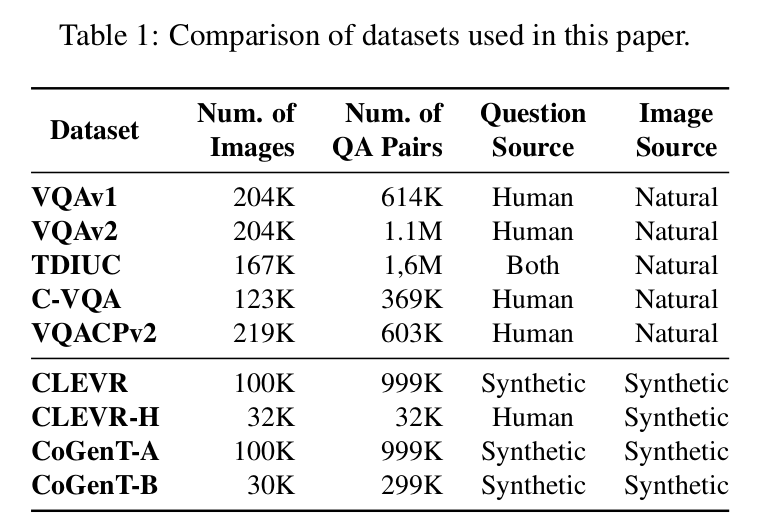 Table 1: Comparison of datasets used in this paper.
Dataset Num. of Images Num. of QA Pairs Question Source Image Source
VQAv1 204K 614K Human Natural
VQAv2 204K 1.1M Human Natural
TDIUC 167K 1,6M Both Natural
C-VQA 123K 369K Human Natural
VQACPv2 219K 603K Human Natural
CLEVR 100K 999K Synthetic Synthetic
CLEVR-H 32K 32K Human Synthetic
CoGenT-A 100K 999K Synthetic Synthetic
CoGenT-B 30K 299K Synthetic Synthetic